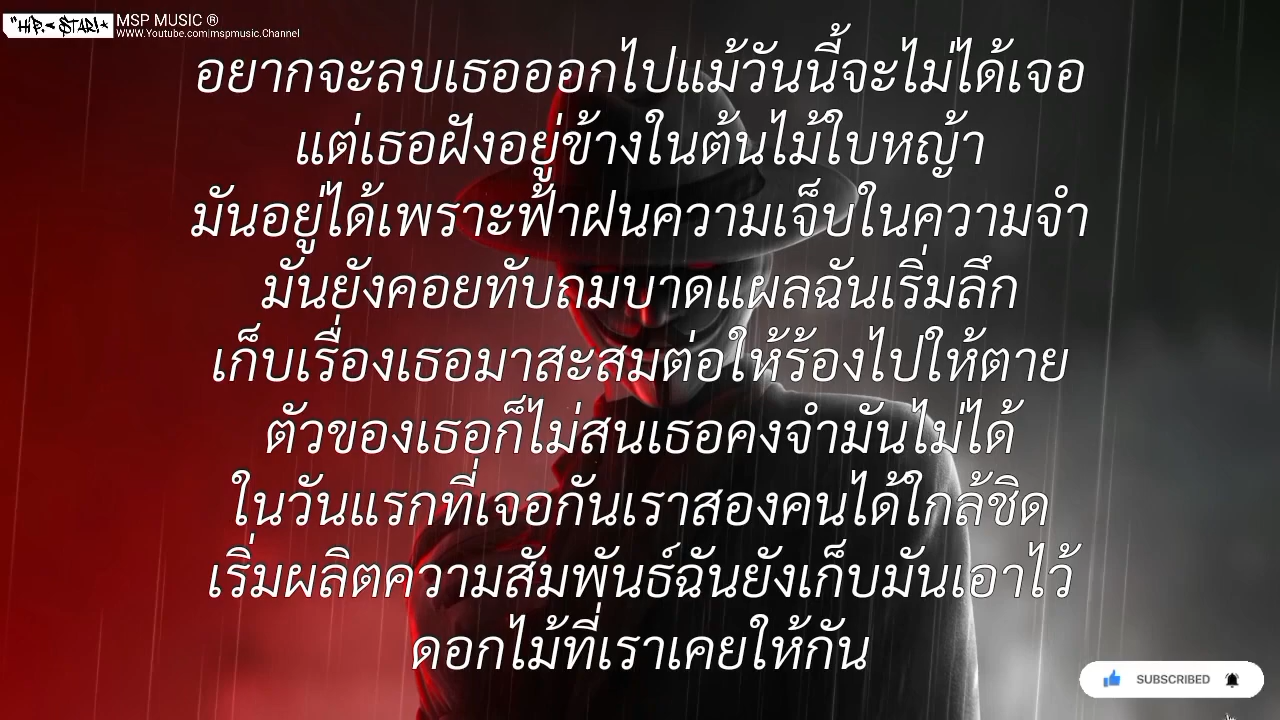 "HIP.< STAR!★
MSP MUSIC ®
WWW.Youtube.com|mspmusic.Channel
อยากจะลบเธอออกไปแม้วันนี้จะไม่ได้เจอ
แต่เธอฝังอยู่ข้างในต้นไม้ใบหญ้า
มันอยู่ได้เพราะฟ้าฝนความเจ็บในความจำ
มันยังคอยทับถมบาดแผลฉันเริ่มลึก
เก็บเรื่องเธอมาสะสมต่อให้ร้องไปให้ตาย
ตัวของเธอก็ไม่สนเธอคงจำมันไม่ได้
ในวันแรกที่เจอกันเราสองคนได้ใกล้ชิด
เริ่มผลิตความสัมพันธ์ฉันยังเก็บมันเอาไว้
ดอกไม้ที่เราเคยให้กัน
SUBSCRIBED